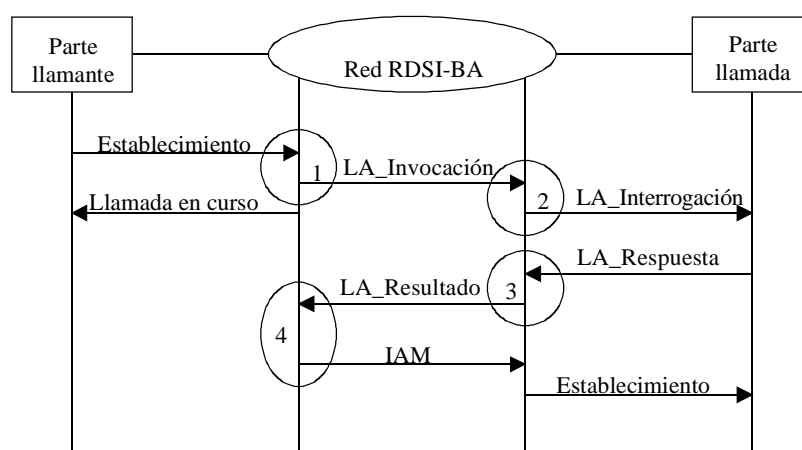 Parte
llamante
Red RDSI-BA
Parte
llamada
Establecimiento
1
LA_Invocación
Llamada en curso
2
LA_Interrogación
LA_Respuesta
LA_Resultado
3
4
IAM
Establecimiento